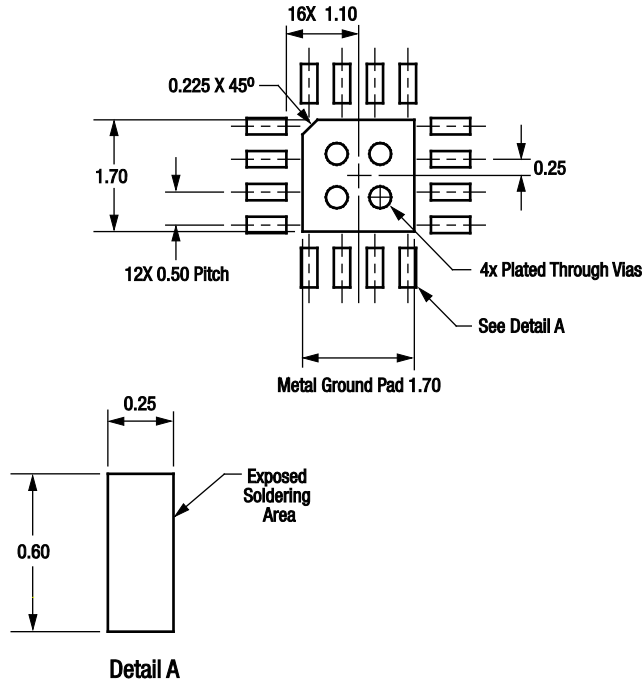 16X 1.10
0.225 X 45º
1.70
0.25
12X 0.50 Pitch
4x Plated Through Vias
See Detail A
Metal Ground Pad 1.70
0.25
Exposed
Soldering
Area
0.60
Detail A